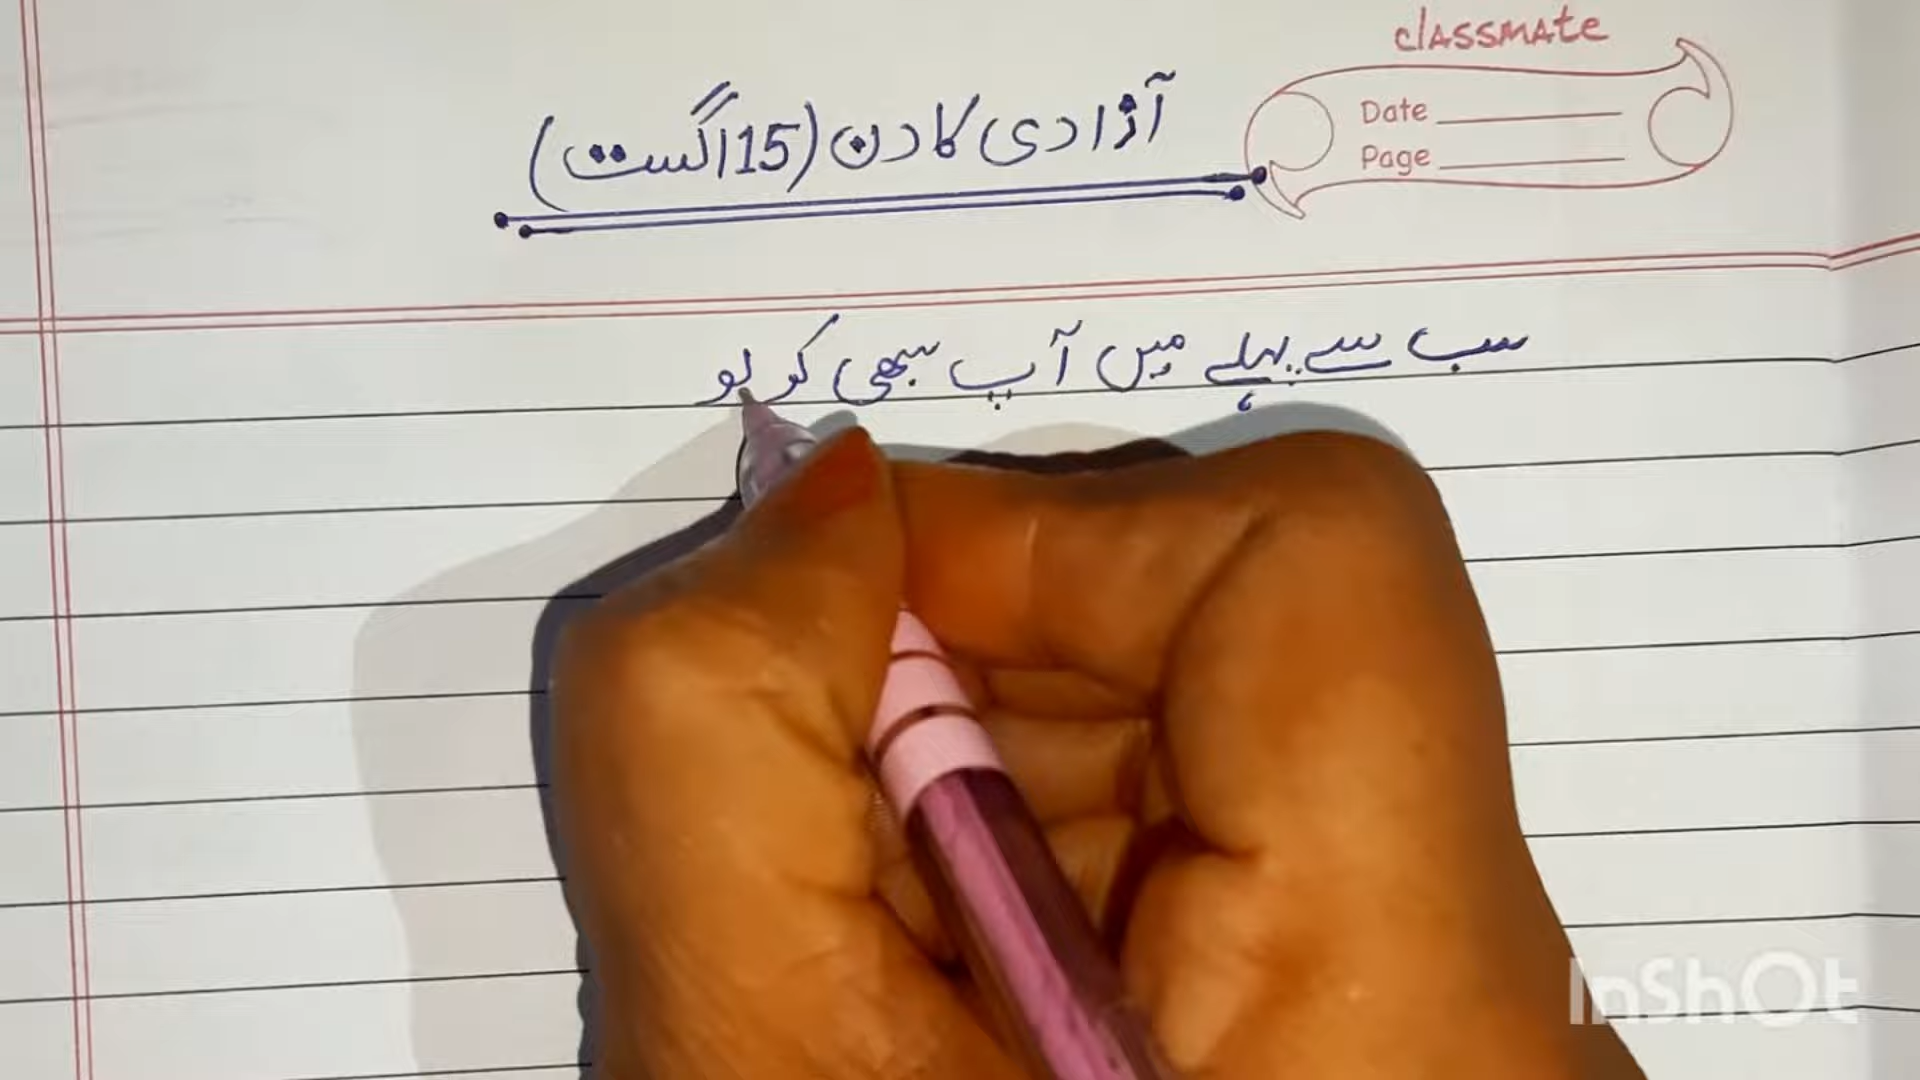 classmate
آزادی کا دن (15 اگست)
Date
Page
سب سے پہلے میں آپ سبھی کو
InShOt